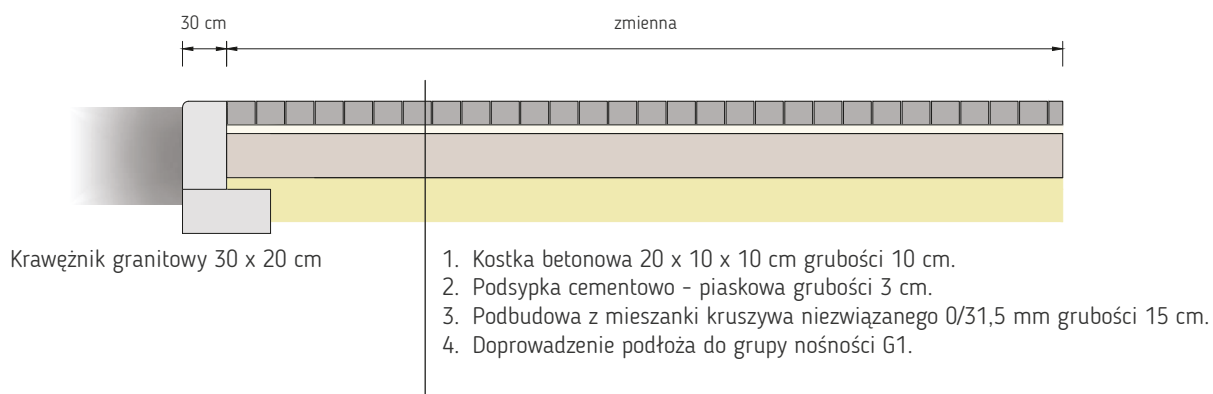 30 cm
zmienna
Krawężnik granitowy 30 x 20 cm
1. Kostka betonowa 20 x 10 x 10 cm grubości 10 cm.
2. Podsypka cementowo - piaskowa grubości 3 cm.
3. Podbudowa z mieszanki kruszywa niezwiązanego 0/31,5 mm grubości 15 cm.
4. Doprowadzenie podłoża do grupy nośności G1.